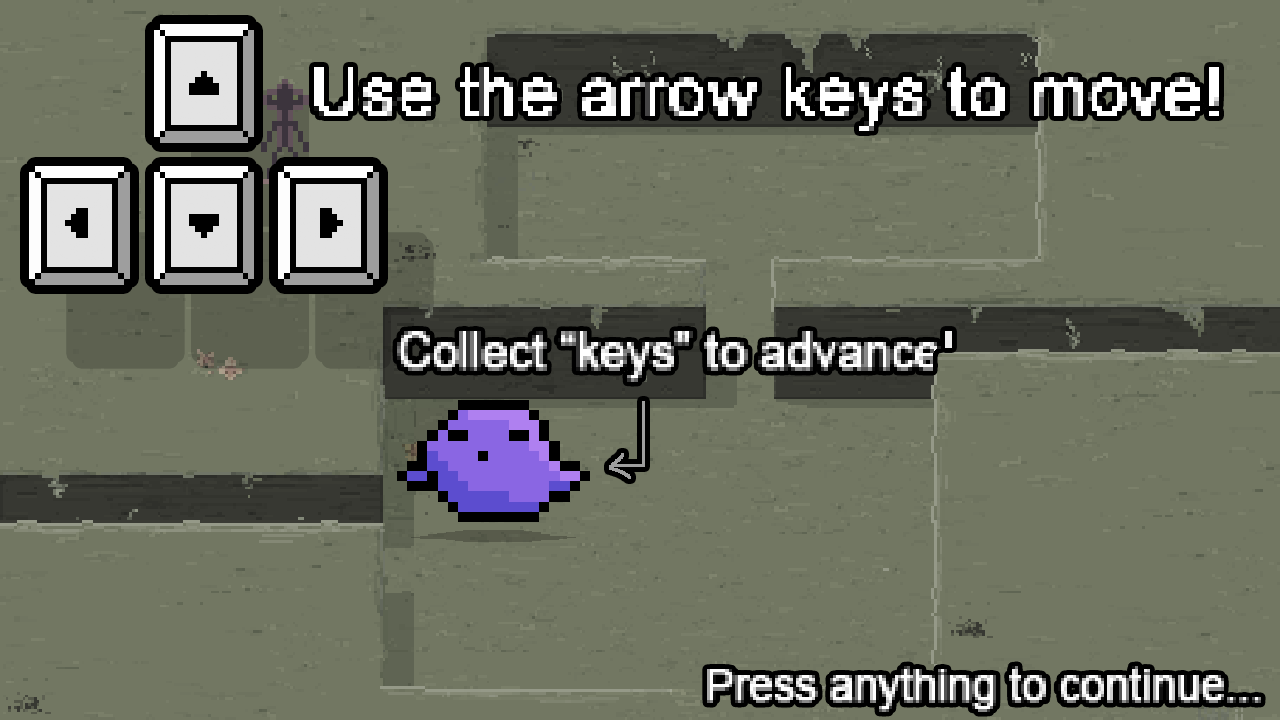 Use the arrow keys to move!
Collect “keys” to advance!
Press anything to continue...